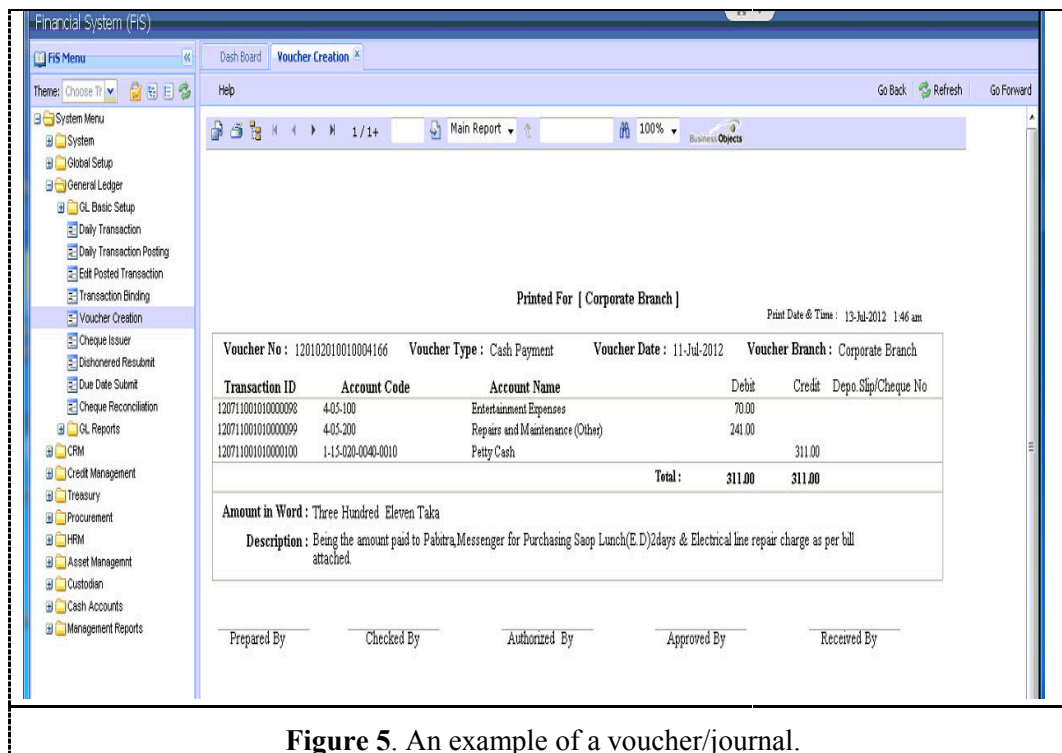 Financial System (FiS)
FiS Menu
Dash Board Voucher Creation
Theme: Choose Tl
Help Go Back Refresh Go Forward
System Menu
System
Global Setup
General Ledger
GL Basic Setup
Daily Transaction
Daily Transaction Posting
Edit Posted Transaction
Transaction Binding
Voucher Creation
Cheque Issuer
Dishonered Resubmit
Due Date Submit
Cheque Reconciliation
GL Reports
CRM
Credit Management
Treasury
Procurement
HRM
Asset Managemnt
Custodian
Cash Accounts
Management Reports
1 / 1+ Main Report 100% Business Objects
Printed For [ Corporate Branch ]
Print Date & Time : 13-Jul-2012 1:46 am
Voucher No : 120102010010004166 Voucher Type : Cash Payment Voucher Date : 11-Jul-2012 Voucher Branch : Corporate Branch
Transaction ID Account Code Account Name Debit Credit Depo.Slip/Cheque No
120711001010000098 4-05-100 Entertainment Expenses 70.00
120711001010000099 4-05-200 Repairs and Maintenance (Other) 241.00
120711001010000100 1-15-020-0040-0010 Petty Cash 311.00
Total : 311.00 311.00
Amount in Word : Three Hundred Eleven Taka
Description : Being the amount paid to Pabitra,Messenger for Purchasing Saop Lunch(E.D)2days & Electrical line repair charge as per bill
attached.
Prepared By Checked By Authorized By Approved By Received By
Figure 5. An example of a voucher/journal.